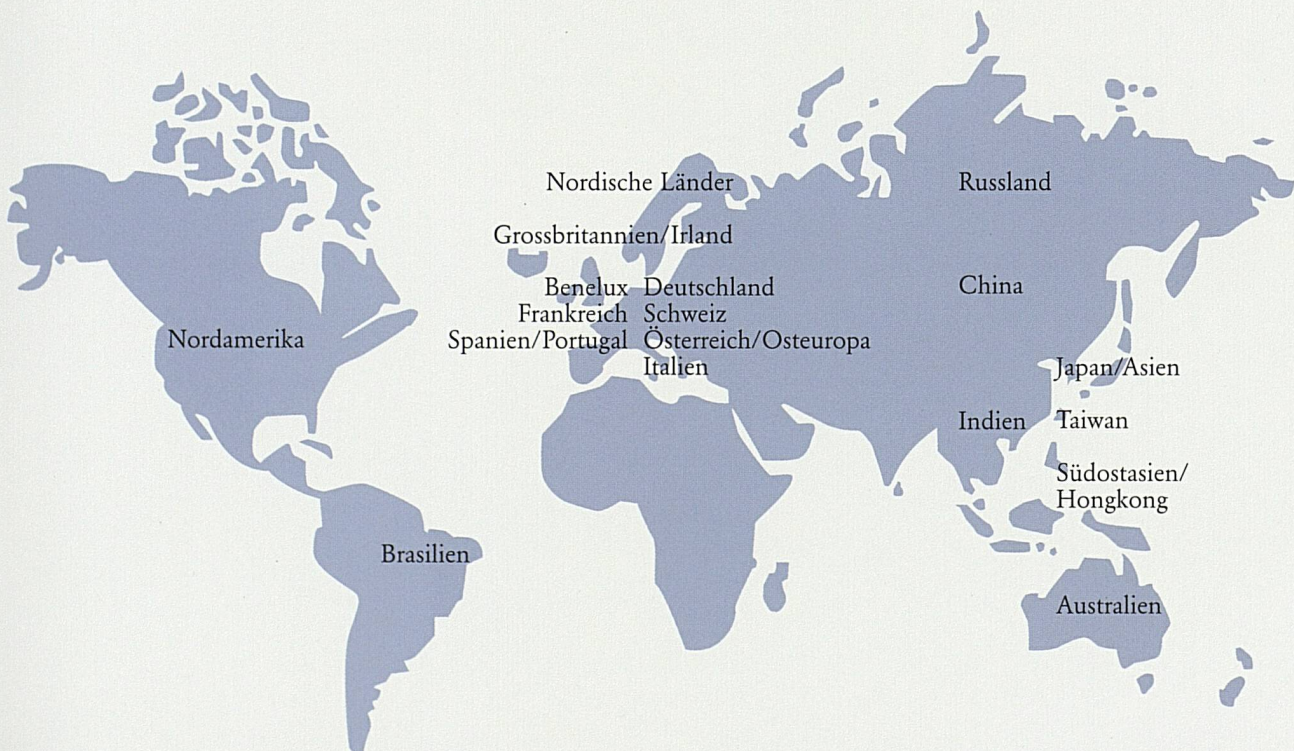 Nordische Länder
Russland
Grossbritannien/Irland
Benelux
Deutschland
China
Frankreich
Schweiz
Nordamerika
Spanien/Portugal
Österreich/Osteuropa
Italien
Japan/Asien
Indien
Taiwan
Südostasien/
Hongkong
Brasilien
Australien